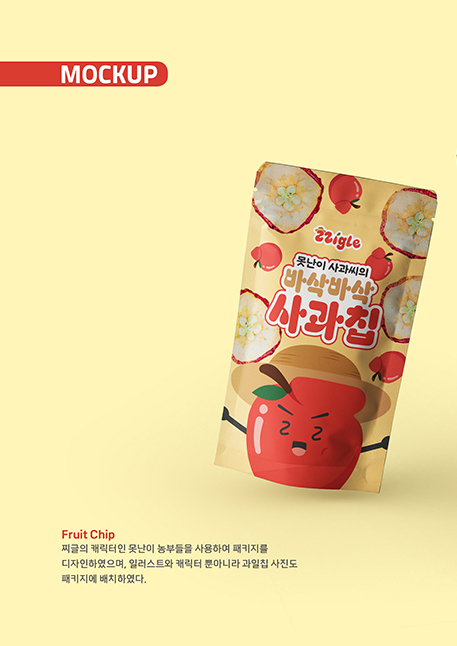 MOCKUP
zzigle
못난이 사과씨의
바삭바삭
사과칩
Fruit Chip
찌글의 캐릭터인 못난이 농부들을 사용하여 패키지를
디자인하였으며, 일러스트와 캐릭터 뿐아니라 과일칩 사진도
패키지에 배치하였다.